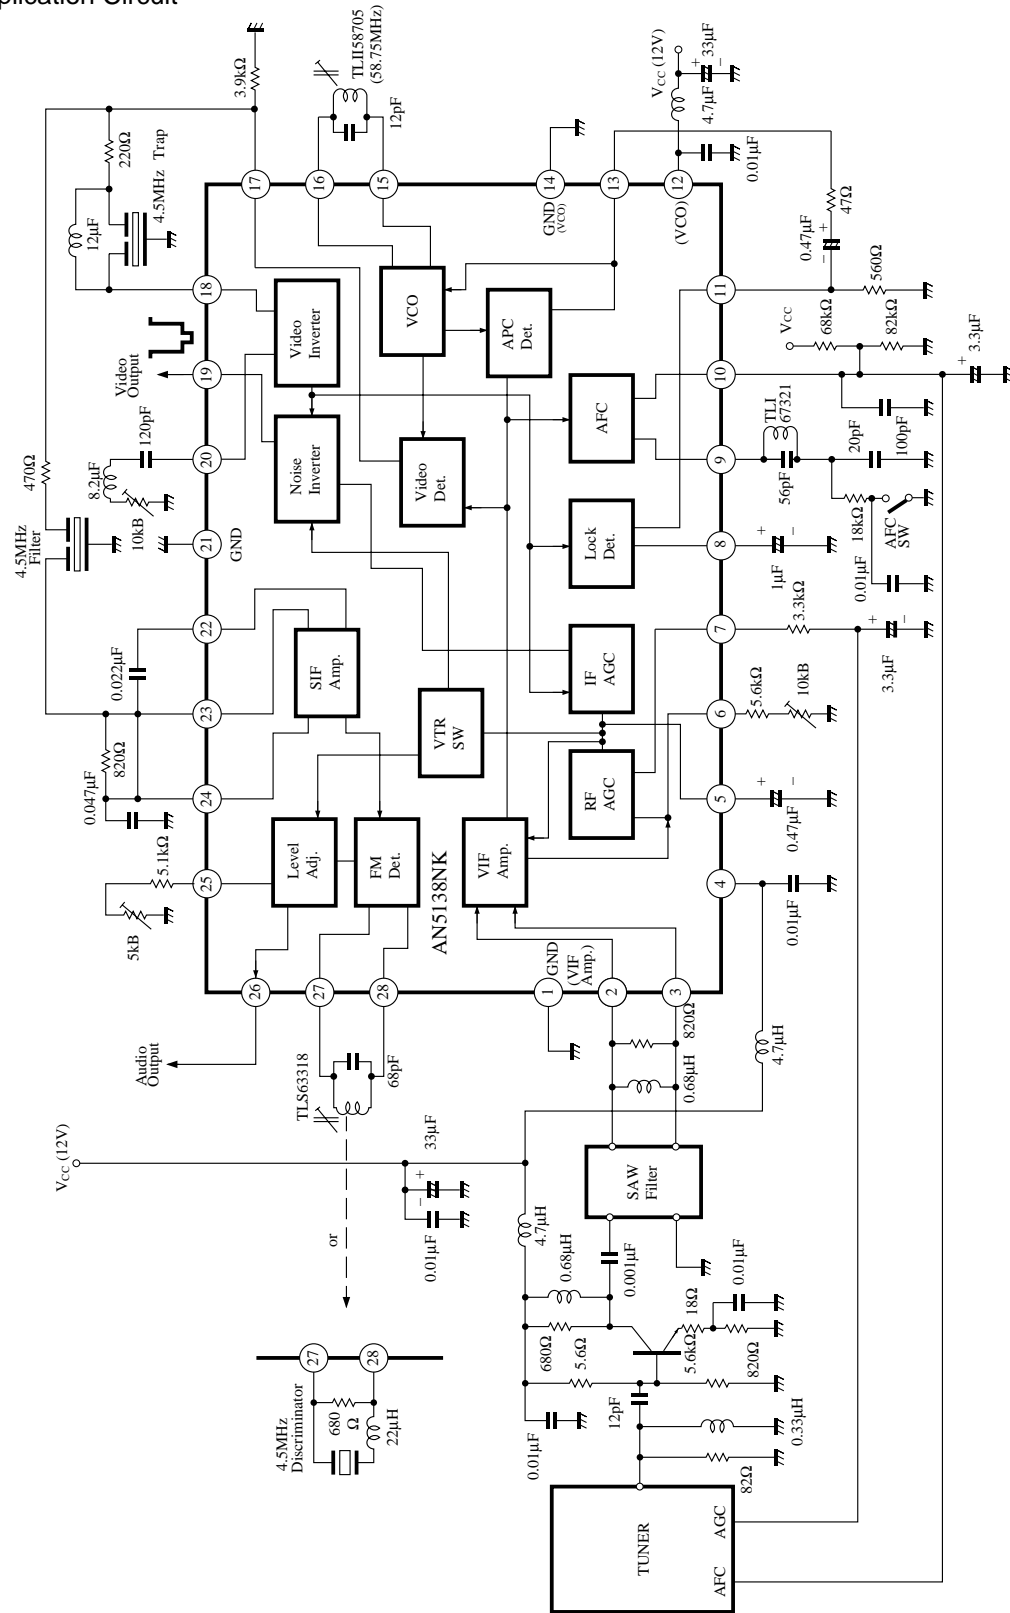 plication Circuit
TLII58705
(58.75MHz)
12pF
3.9kΩ
220Ω
4.5MHz Trap
12μF
470Ω
4.5MHz
Filter
Video
Output
120pF
8.2μF
10kB
GND
0.022μF
820Ω
0.047μF
5.1kΩ
5kB
Audio
Output
TLS63318
68pF
VCC (12V)
33μF
0.01μF
or
4.5MHz
Discriminator
27
28
680
Ω
22μH
17
16
15
14
GND
(VCO)
13
12
(VCO)
VCC (12V)
33μF
4.7μF
0.01μF
18
19
20
21
22
23
24
25
26
27
28
1
GND
(VIF
Amp.)
2
3
4
5
6
7
8
9
10
11
Video
Inverter
VCO
APC
Det.
Noise
Inverter
Video
Det.
AFC
Lock
Det.
SIF
Amp.
IF
AGC
VTR
SW
RF
AGC
Level
Adj.
FM
Det.
VIF
Amp.
AN5138NK
47Ω
0.47μF
+
−
560Ω
VCC
68kΩ
82kΩ
3.3μF
TLI
67321
56pF
20pF
100pF
18kΩ
AFC
SW
0.01μF
1μF
3.3kΩ
3.3μF
5.6kΩ
10kB
0.47μF
0.01μF
4.7μH
820Ω
0.68μH
SAW
Filter
4.7μH
0.68μH
0.001μF
680Ω
5.6Ω
5.6kΩ
18Ω
0.01μF
820Ω
12pF
0.01μF
0.33μH
82Ω
TUNER
AGC
AFC